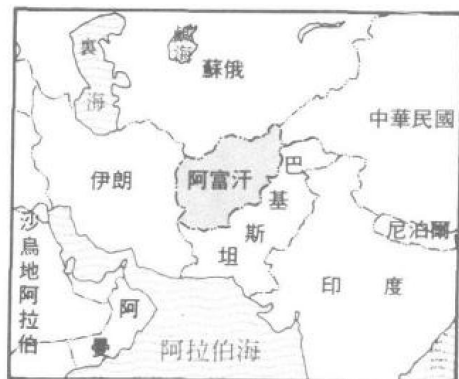 裏海
鹹海
蘇俄
中華民國
伊朗
阿富汗
巴基斯坦
尼泊爾
沙烏地阿拉伯
阿曼
印度
阿拉伯海